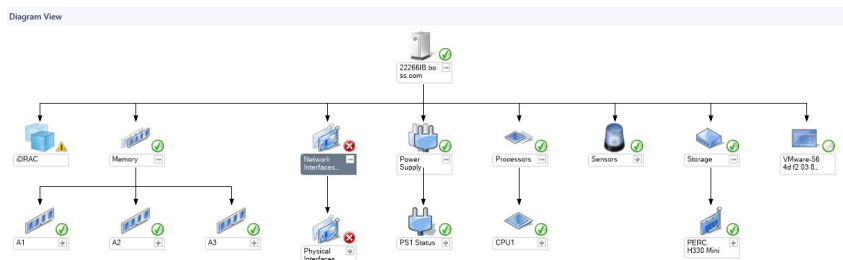 Diagram View
22266IB.bo
ss.com
iDRAC
Memory
Network
Interfaces..
Power
Supply
Processors
Sensors
Storage
VMware-56
4d f2 03 8..
A1
A2
A3
Physical
Interfaces
PS1 Status
CPU1
PERC
H330 Mini